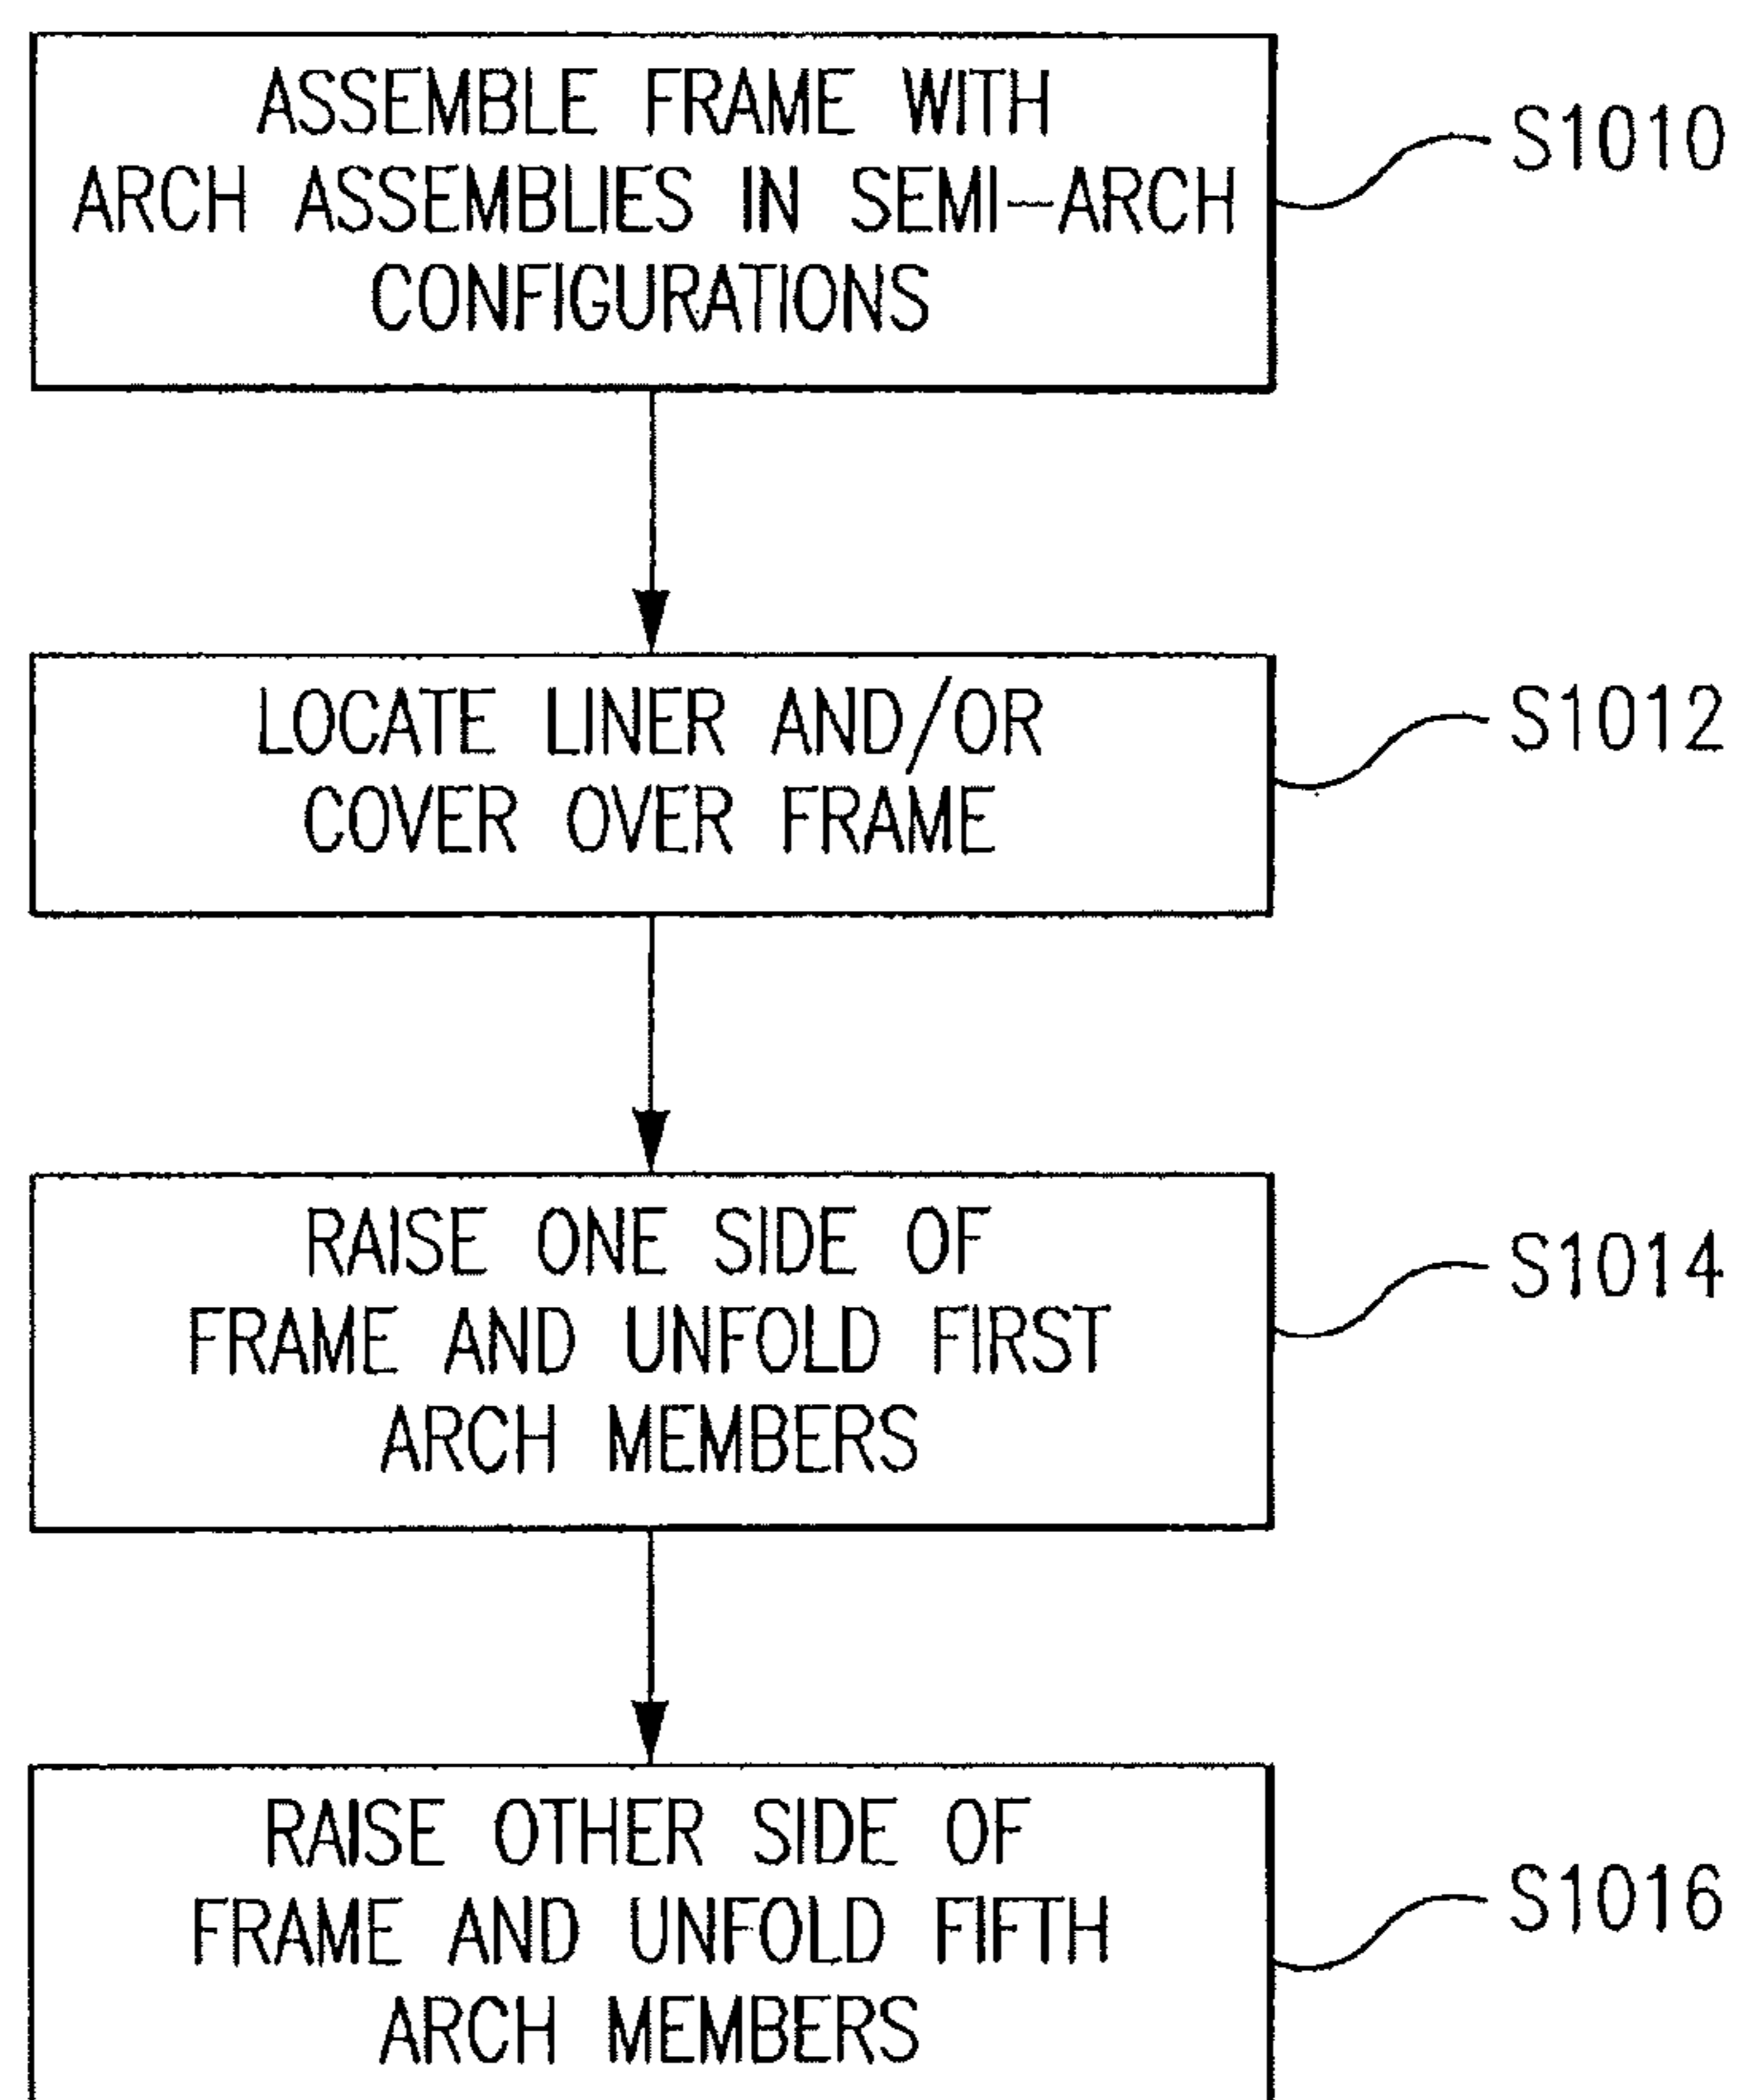 ASSEMBLE FRAME WITH
ARCH ASSEMBLIES IN SEMI-ARCH
CONFIGURATIONS
S1010
LOCATE LINER AND/OR
COVER OVER FRAME
S1012
RAISE ONE SIDE OF
FRAME AND UNFOLD FIRST
ARCH MEMBERS
S1014
RAISE OTHER SIDE OF
FRAME AND UNFOLD FIFTH
ARCH MEMBERS
S1016